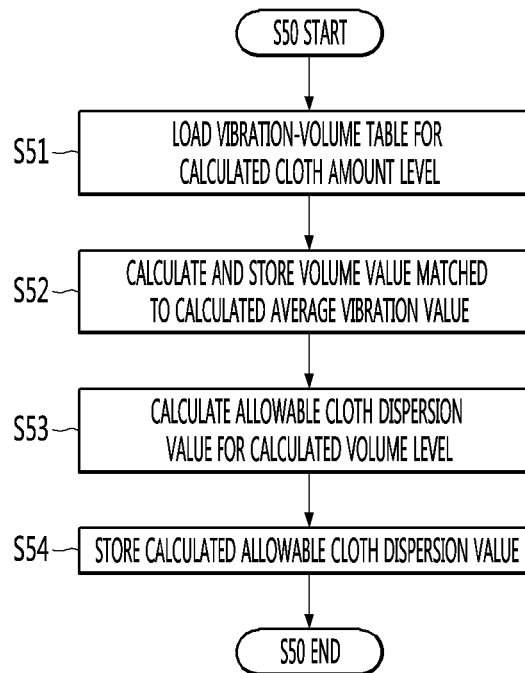 S50 START
S51
LOAD VIBRATION-VOLUME TABLE FOR
CALCULATED CLOTH AMOUNT LEVEL
S52
CALCULATE AND STORE VOLUME VALUE MATCHED
TO CALCULATED AVERAGE VIBRATION VALUE
S53
CALCULATE ALLOWABLE CLOTH DISPERSION
VALUE FOR CALCULATED VOLUME LEVEL
S54
STORE CALCULATED ALLOWABLE CLOTH DISPERSION VALUE
S50 END